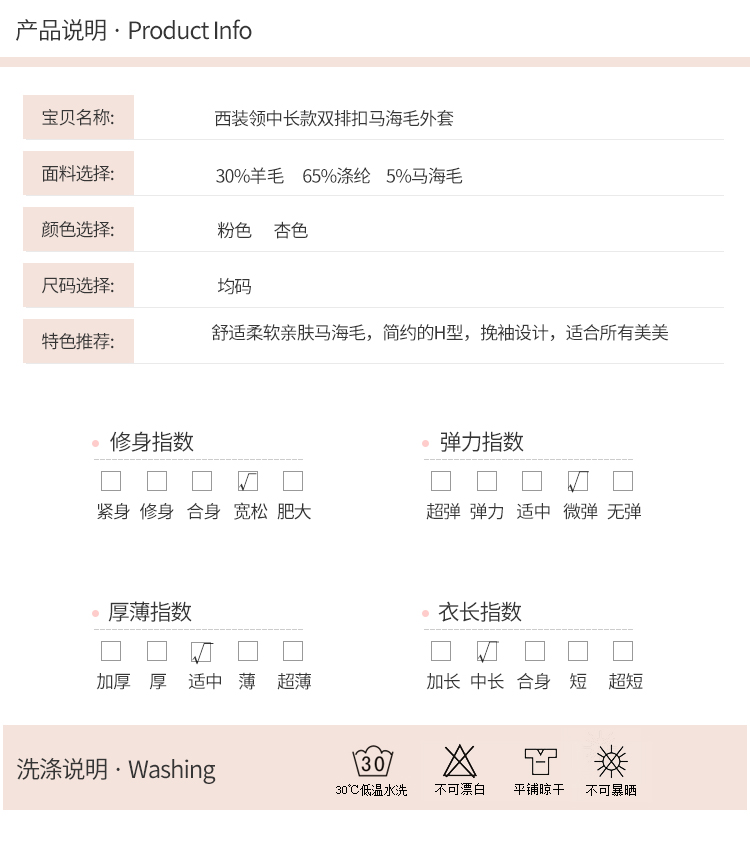 产品说明 · Product Info
宝贝名称: 西装领中长款双排扣马海毛外套
面料选择: 30%羊毛 65%涤纶 5%马海毛
颜色选择: 粉色 杏色
尺码选择: 均码
特色推荐: 舒适柔软亲肤马海毛，简约的H型，挽袖设计，适合所有美美
修身指数 弹力指数
√ √
紧身 修身 合身 宽松 肥大 超弹 弹力 适中 微弹 无弹
厚薄指数 衣长指数
√ √
加厚 厚 适中 薄 超薄 加长 中长 合身 短 超短
洗涤说明 · Washing
30
30℃低温水洗 不可漂白 平铺晾干 不可暴晒